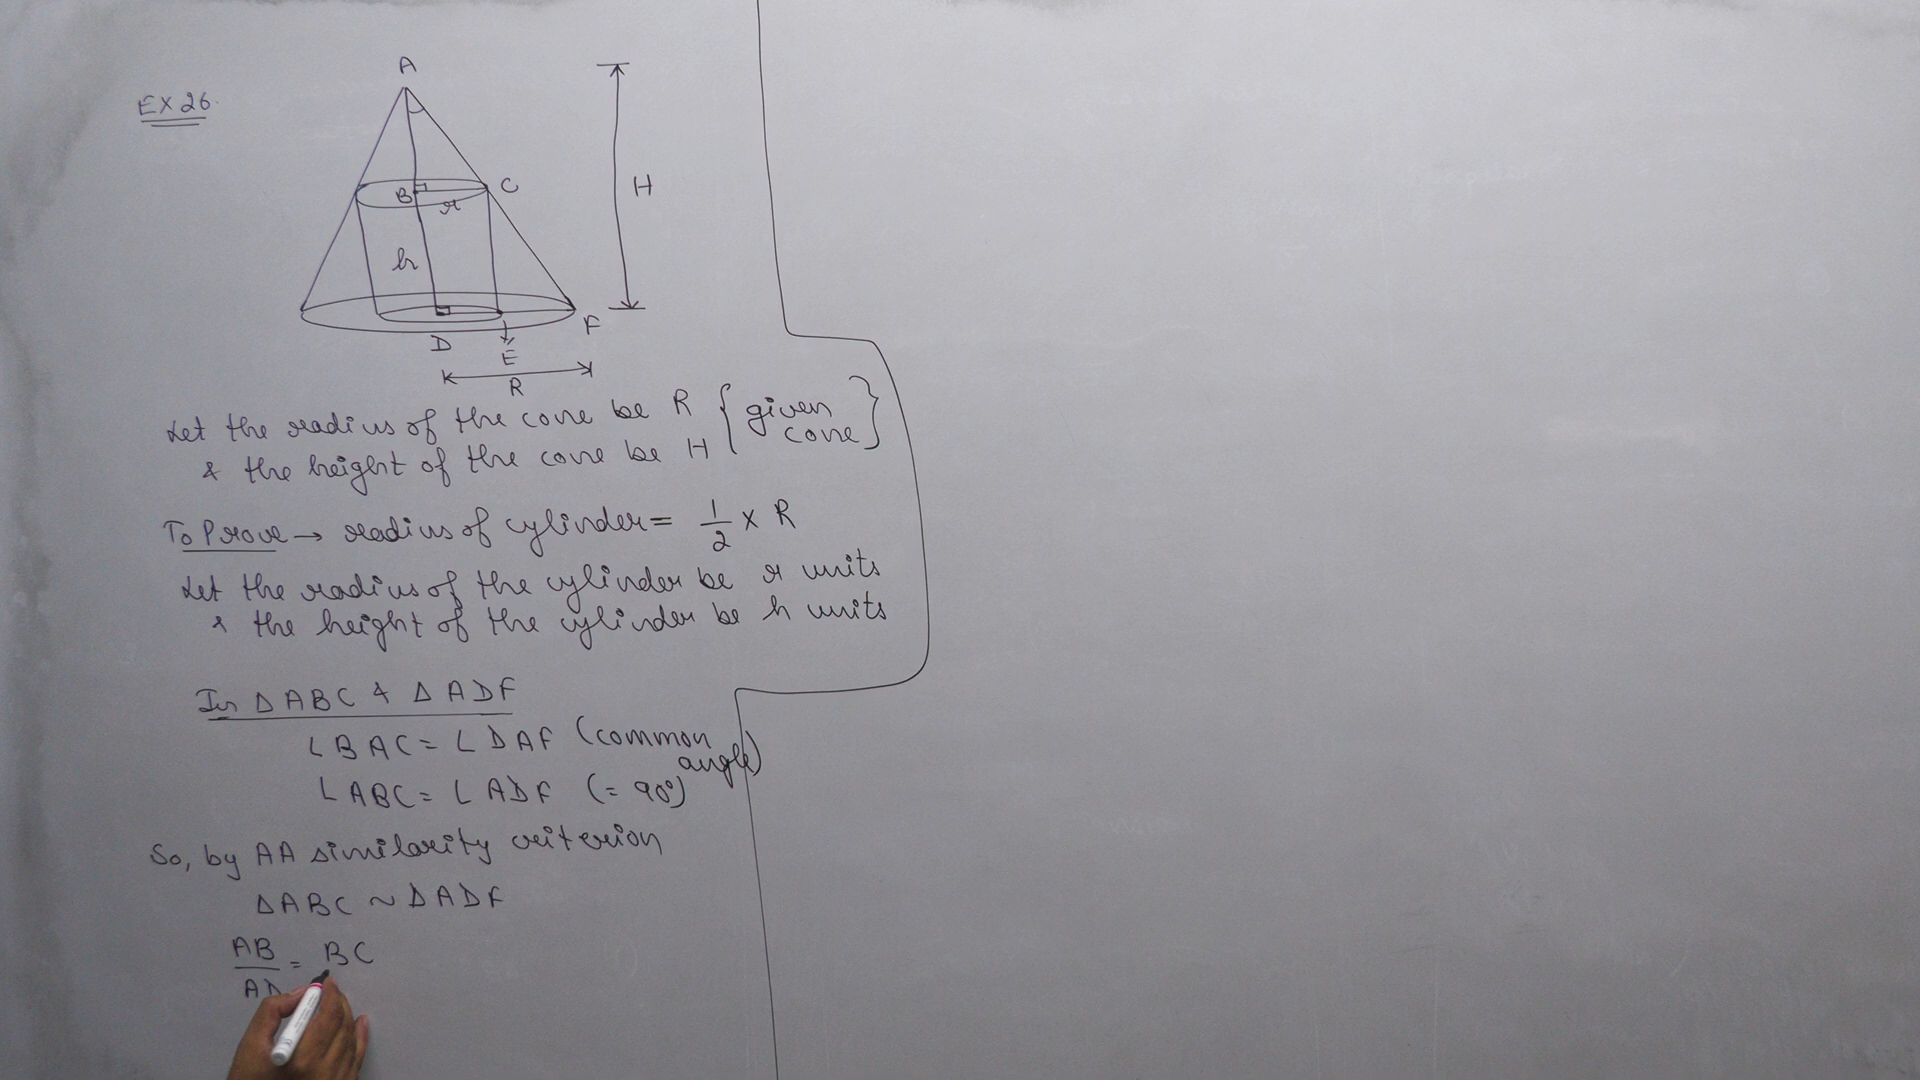 EX 26.
A
B
C
r
h
H
D
E
F
R
Let the radius of the cone be R { given cone }
& the height of the cone be H
To Prove → radius of cylinder = 1/2 × R
Let the radius of the cylinder be r units
& the height of the cylinder be h units
In Δ ABC & Δ ADF
∠BAC = ∠DAF (common angle)
∠ABC = ∠ADF (= 90°)
So, by AA similarity criterion
ΔABC ~ ΔADF
AB/AD = BC